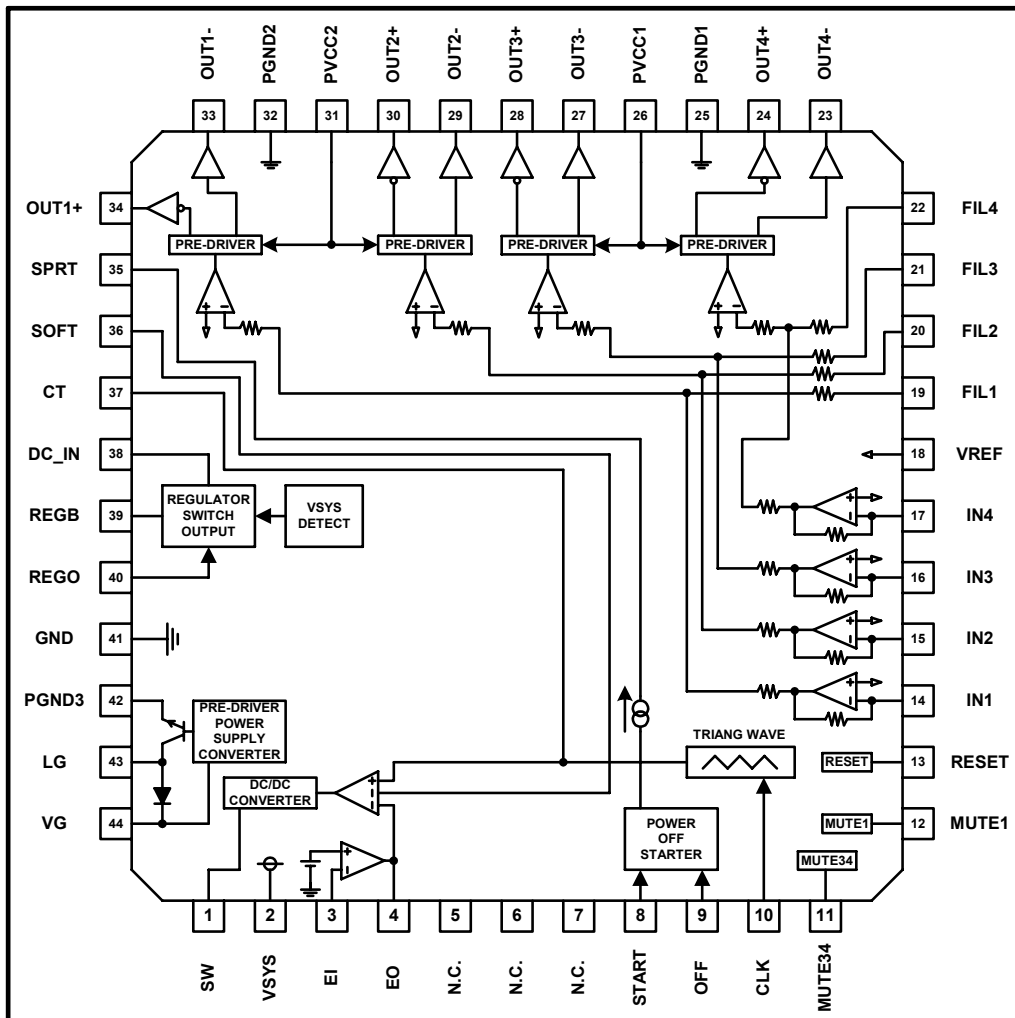 OUT1-
PGND2
PVCC2
OUT2+
OUT2-
OUT3+
OUT3-
PVCC1
PGND1
OUT4+
OUT4-
33
32
31
30
29
28
27
26
25
24
23
OUT1+
34
22
FIL4
PRE-DRIVER
PRE-DRIVER
PRE-DRIVER
PRE-DRIVER
SPRT
35
21
FIL3
+ -
+ -
+ -
+ -
SOFT
36
20
FIL2
CT
37
19
FIL1
DC_IN
38
18
VREF
REGB
39
REGULATOR
SWITCH
OUTPUT
VSYS
DETECT
+
-
17
IN4
REGO
40
+
-
16
IN3
GND
41
+
-
15
IN2
PGND3
42
PRE-DRIVER
POWER
SUPPLY
CONVERTER
+
-
14
IN1
LG
43
TRIANG WAVE
RESET
13
RESET
DC/DC
CONVERTER
+
-
-
VG
44
POWER
OFF
STARTER
MUTE1
12
MUTE1
+
-
MUTE34
1
2
3
4
5
6
7
8
9
10
11
SW
VSYS
EI
EO
N.C.
N.C.
N.C.
START
OFF
CLK
MUTE34